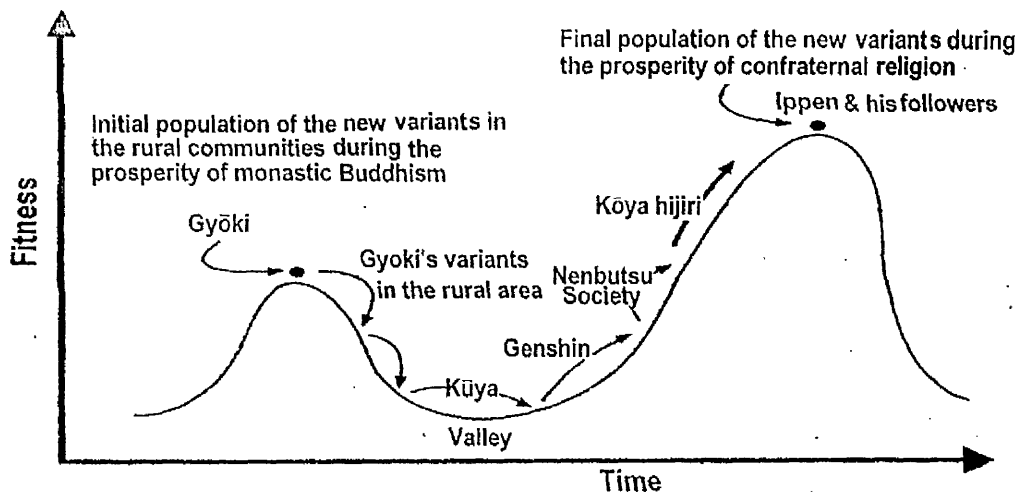 Final population of the new variants during
the prosperity of confraternal religion
Ippen & his followers
Initial population of the new variants in
the rural communities during the
prosperity of monastic Buddhism
Gyōki
Gyoki's variants
in the rural area
Kōya hijiri
Nenbutsu
Society
Genshin
Kūya
Valley
Fitness
Time